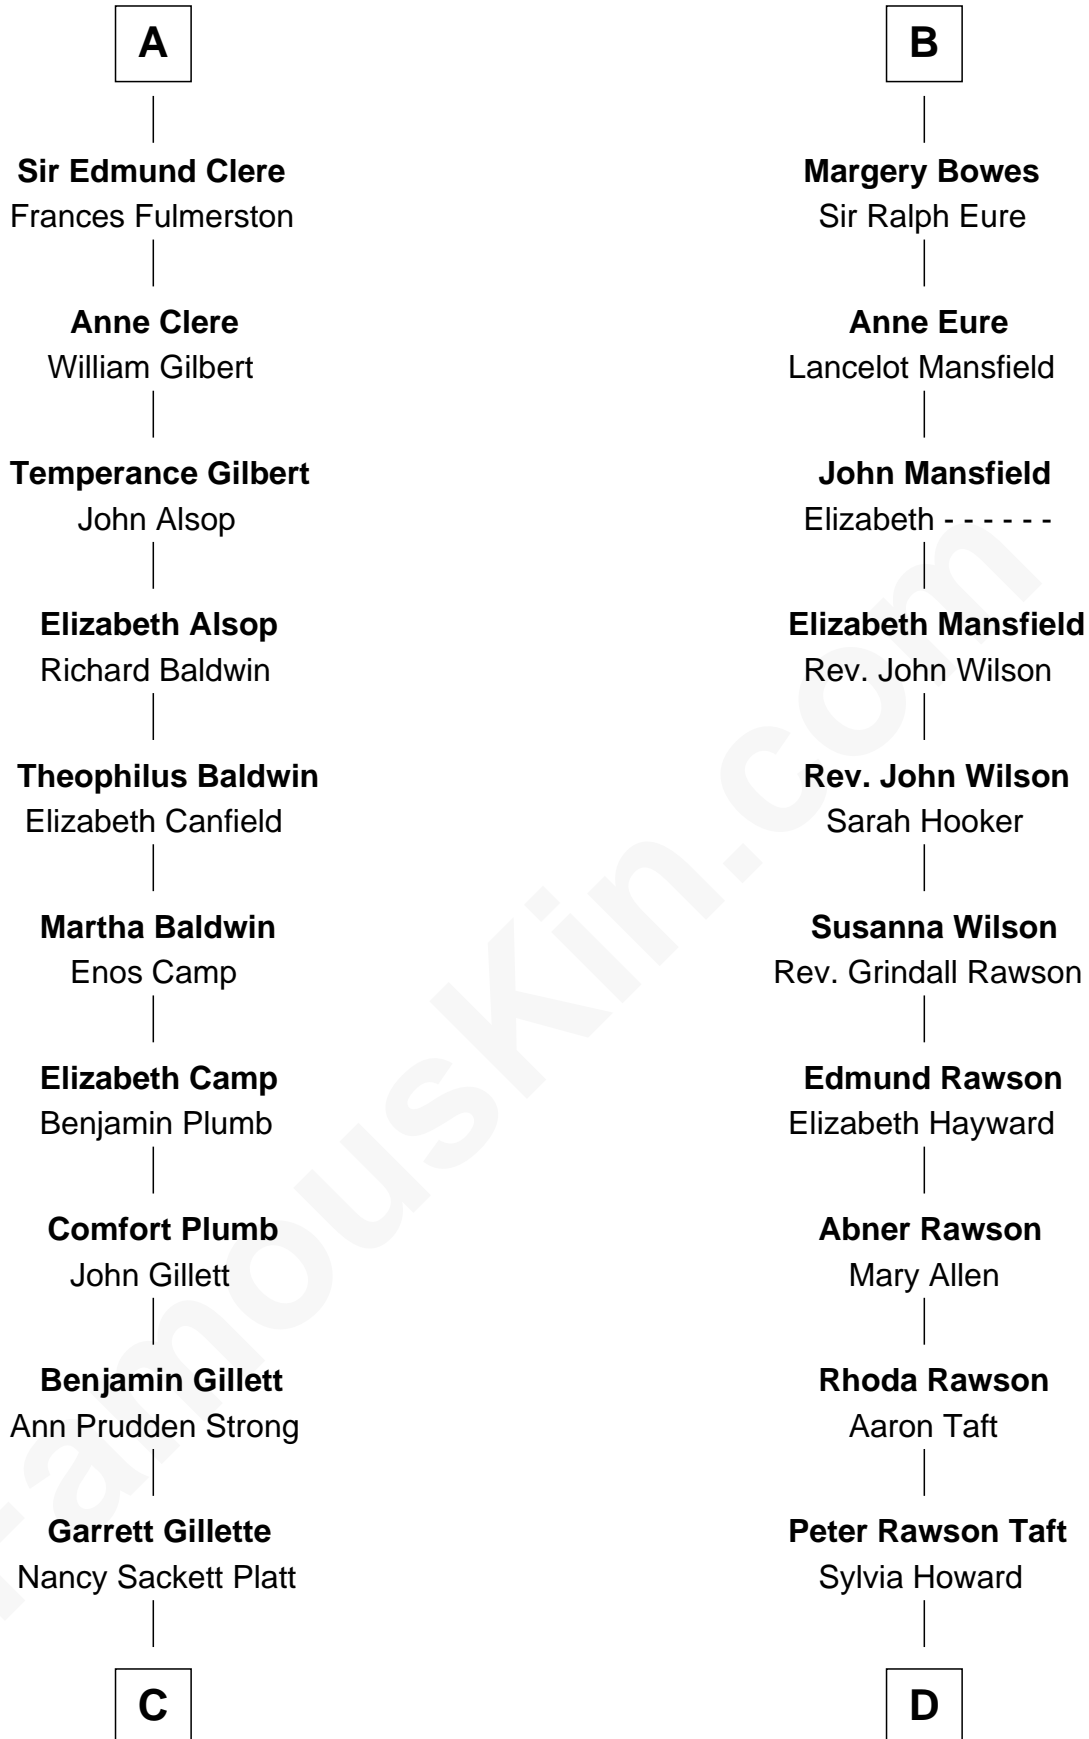 A
Sir Edmund Clere
Frances Fulmerston
Anne Clere
William Gilbert
Temperance Gilbert
John Alsop
Elizabeth Alsop
Richard Baldwin
Theophilus Baldwin
Elizabeth Canfield
Martha Baldwin
Enos Camp
Elizabeth Camp
Benjamin Plumb
Comfort Plumb
John Gillett
Benjamin Gillett
Ann Prudden Strong
Garrett Gillette
Nancy Sackett Platt
C
B
Margery Bowes
Sir Ralph Eure
Anne Eure
Lancelot Mansfield
John Mansfield
Elizabeth - - - - - -
Elizabeth Mansfield
Rev. John Wilson
Rev. John Wilson
Sarah Hooker
Susanna Wilson
Rev. Grindall Rawson
Edmund Rawson
Elizabeth Hayward
Abner Rawson
Mary Allen
Rhoda Rawson
Aaron Taft
Peter Rawson Taft
Sylvia Howard
D
FamousKin.com